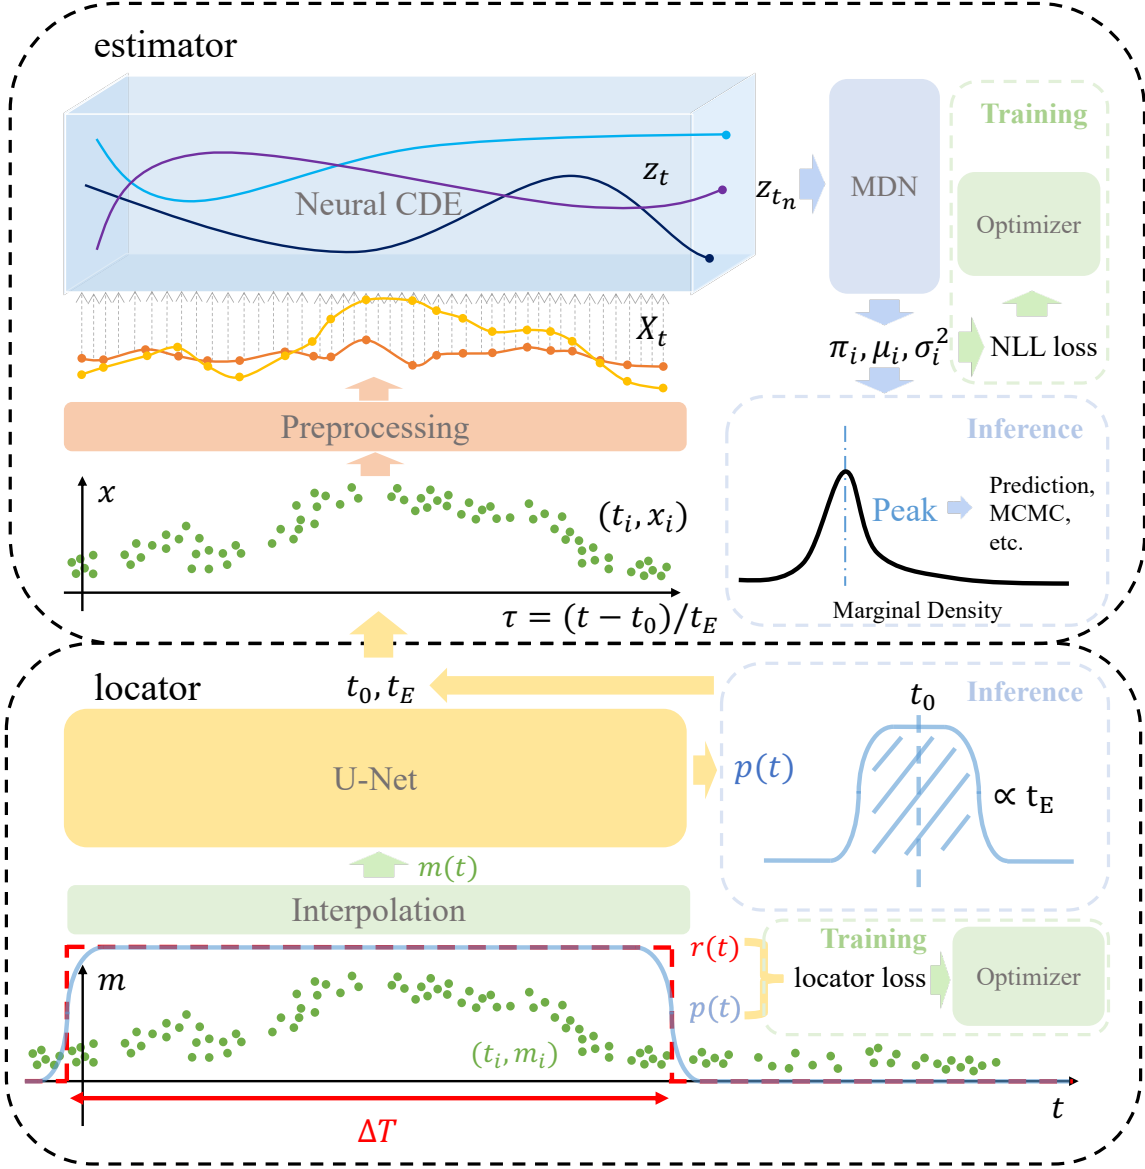 estimator
Neural CDE
z_t
z_{t_n}
MDN
Training
Optimizer
NLL loss
π_i, μ_i, σ_i^2
X_t
Preprocessing
x
(t_i, x_i)
τ = (t − t_0)/t_E
Inference
Peak
Prediction,
MCMC,
etc.
Marginal Density
locator
t_0, t_E
U-Net
p(t)
Inference
t_0
∝ t_E
m(t)
Interpolation
m
(t_i, m_i)
r(t)
p(t)
Training
locator loss
Optimizer
t
ΔT